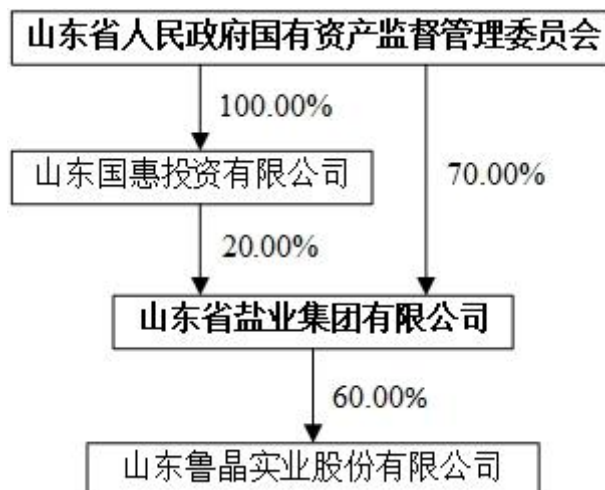 山东省人民政府国有资产监督管理委员会
100.00%
山东国惠投资有限公司
70.00%
20.00%
山东省盐业集团有限公司
60.00%
山东鲁晶实业股份有限公司